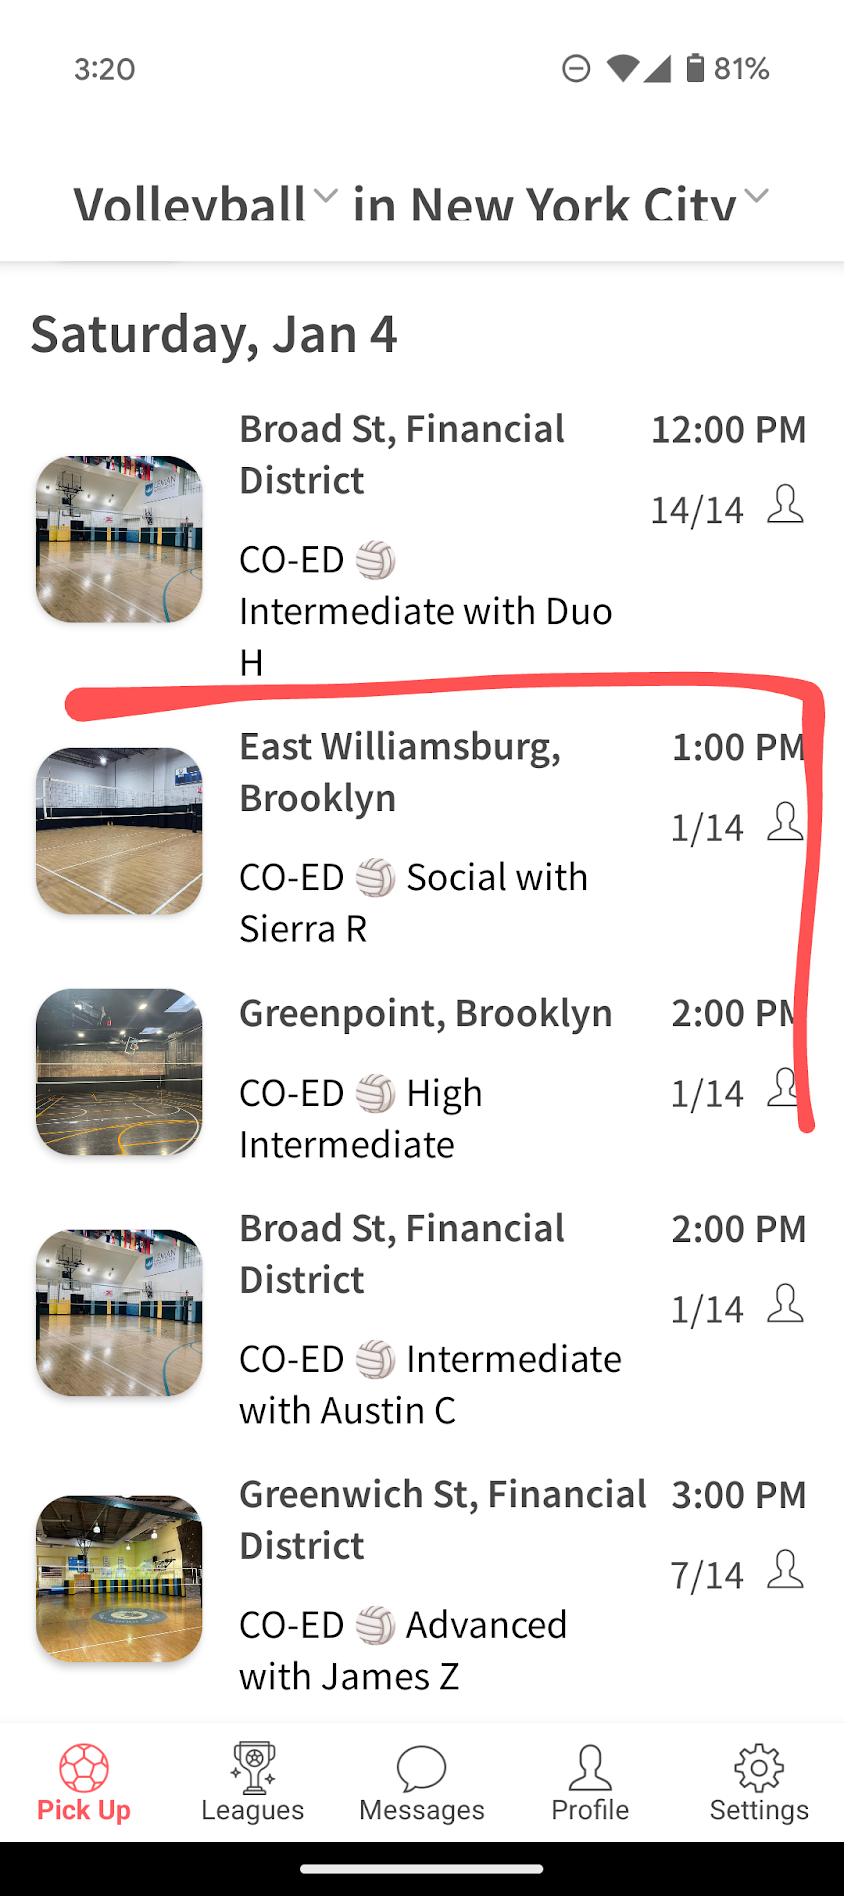 3:20
81%
Volleyball in New York City
Saturday, Jan 4
Broad St, Financial District
12:00 PM
14/14
CO-ED 🏐
Intermediate with Duo
H
East Williamsburg,
Brooklyn
1:00 PM
1/14
CO-ED 🏐 Social with
Sierra R
Greenpoint, Brooklyn
2:00 PM
1/14
CO-ED 🏐 High
Intermediate
Broad St, Financial
District
2:00 PM
1/14
CO-ED 🏐 Intermediate
with Austin C
Greenwich St, Financial
District
3:00 PM
7/14
CO-ED 🏐 Advanced
with James Z
Pick Up
Leagues
Messages
Profile
Settings